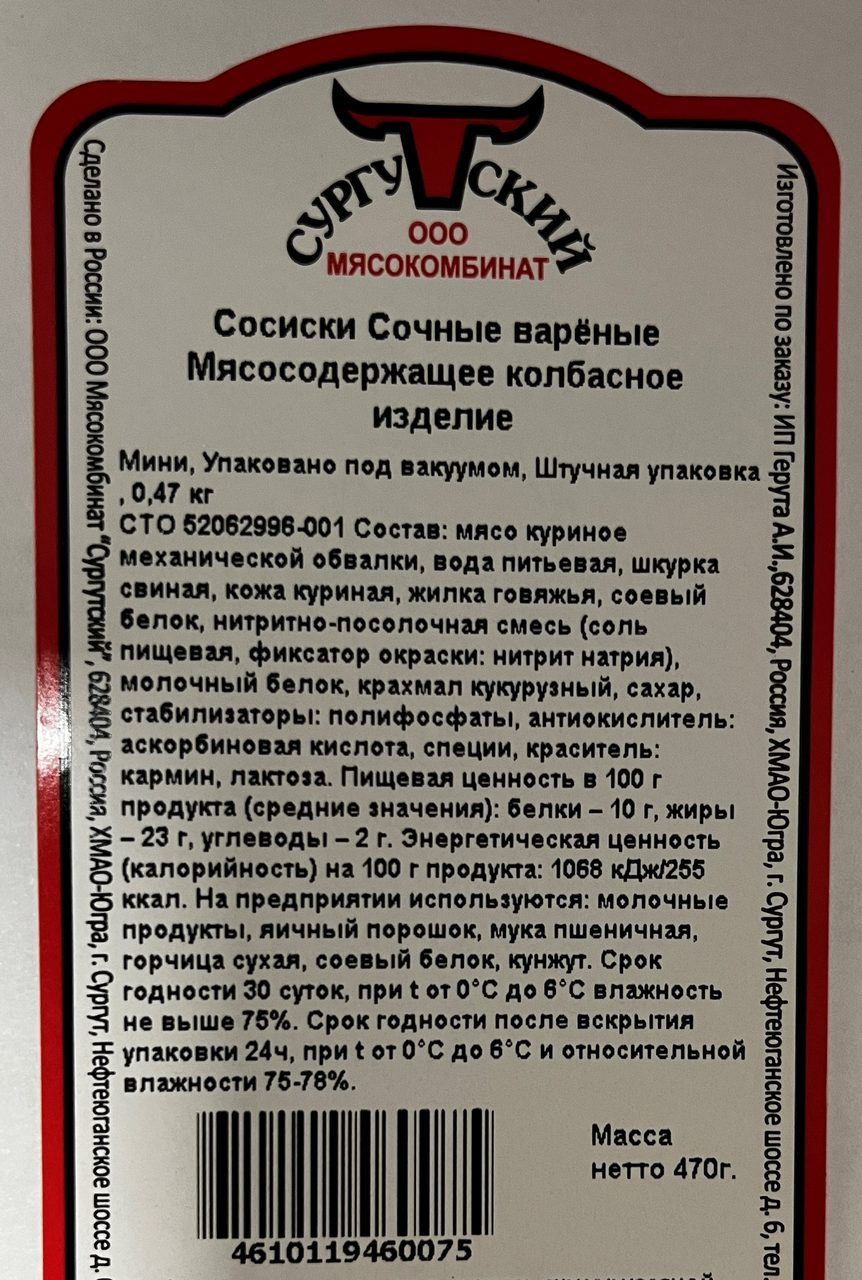 СУРГУТСКИЙ
ООО
МЯСОКОМБИНАТ
Сосиски Сочные варёные
Мясосодержащее колбасное
изделие
Мини, Упаковано под вакуумом, Штучная упаковка
, 0,47 кг
СТО 52062996-001 Состав: мясо куриное
механической обвалки, вода питьевая, шкурка
свиная, кожа куриная, жилка говяжья, соевый
белок, нитритно-посолочная смесь (соль
пищевая, фиксатор окраски: нитрит натрия),
молочный белок, крахмал кукурузный, сахар,
стабилизаторы: полифосфаты, антиокислитель:
аскорбиновая кислота, специи, краситель:
кармин, лактоза. Пищевая ценность в 100 г
продукта (средние значения): белки – 10 г, жиры
– 23 г, углеводы – 2 г. Энергетическая ценность
(калорийность) на 100 г продукта: 1068 кДж/255
ккал. На предприятии используются: молочные
продукты, яичный порошок, мука пшеничная,
горчица сухая, соевый белок, кунжут. Срок
годности 30 суток, при t от 0°С до 6°С влажность
не выше 75%. Срок годности после вскрытия
упаковки 24ч, при t от 0°С до 6°С и относительной
влажности 75-78%.
Масса
нетто 470г.
4610119460075
Сделано в России: ООО Мясокомбинат "Сургутский", 628404, Россия, ХМАО-Югра, г. Сургут, Нефтеюганское шоссе д.
Изготовлено по заказу: ИП Герута А.И.,628404, Россия, ХМАО-Югра, г. Сургут, Нефтеюганское шоссе д. 6, тел